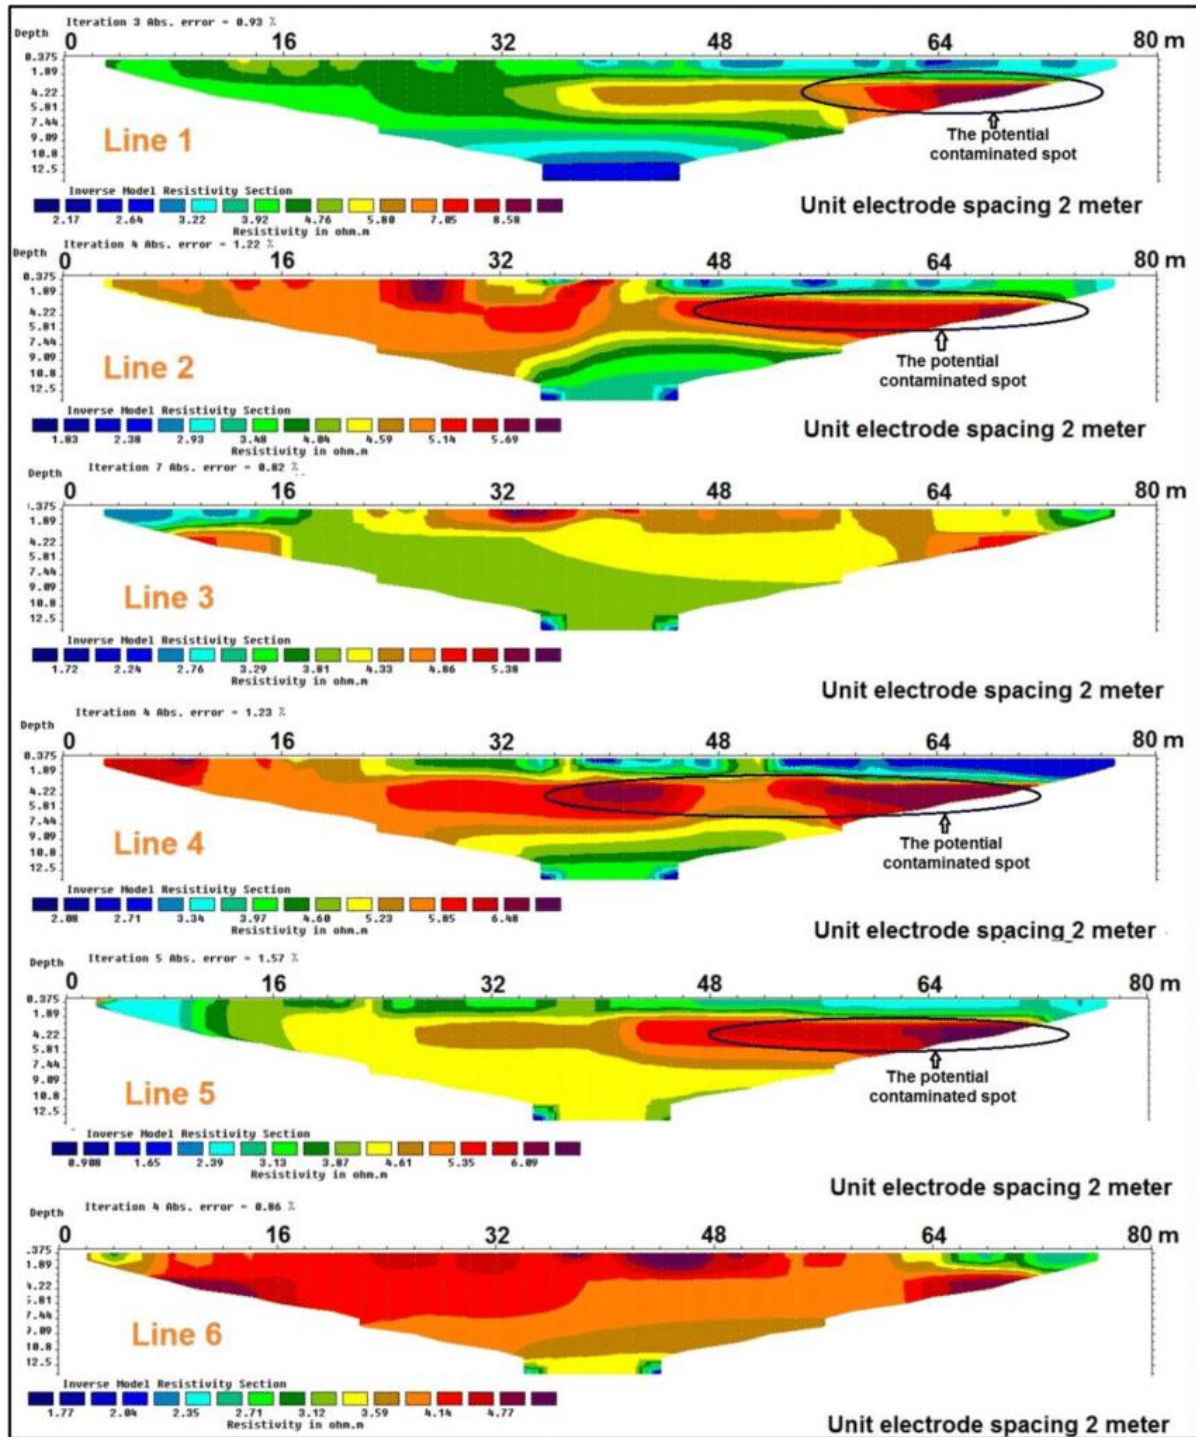 Iteration 3 Abs. error = 0.93 %
Depth 0 16 32 48 64 80 m
0.375
1.89
4.22
5.81
7.44
9.09
10.8
12.5
Line 1
The potential
contaminated spot
Inverse Model Resistivity Section
2.17 2.64 3.22 3.92 4.76 5.80 7.05 8.58
Resistivity in ohm.m
Unit electrode spacing 2 meter
Iteration 4 Abs. error = 1.22 %
Depth 0 16 32 48 64 80 m
0.375
1.89
4.22
5.81
7.44
9.09
10.8
12.5
Line 2
The potential
contaminated spot
Inverse Model Resistivity Section
1.83 2.38 2.93 3.48 4.04 4.59 5.14 5.69
Resistivity in ohm.m
Unit electrode spacing 2 meter
Iteration 7 Abs. error = 0.82 %
Depth 0 16 32 48 64 80 m
.375
1.89
4.22
5.81
7.44
9.09
10.8
12.5
Line 3
Inverse Model Resistivity Section
1.72 2.24 2.76 3.29 3.81 4.33 4.86 5.38
Resistivity in ohm.m
Unit electrode spacing 2 meter
Iteration 4 Abs. error = 1.23 %
Depth 0 16 32 48 64 80 m
0.375
1.89
4.22
5.81
7.44
9.09
10.8
12.5
Line 4
The potential
contaminated spot
Inverse Model Resistivity Section
2.08 2.71 3.34 3.97 4.60 5.23 5.85 6.48
Resistivity in ohm.m
Unit electrode spacing 2 meter
Iteration 5 Abs. error = 1.57 %
Depth 0 16 32 48 64 80 m
0.375
1.89
4.22
5.81
7.44
9.09
10.8
12.5
Line 5
The potential
contaminated spot
Inverse Model Resistivity Section
0.908 1.65 2.39 3.13 3.87 4.61 5.35 6.09
Resistivity in ohm.m
Unit electrode spacing 2 meter
Iteration 4 Abs. error = 0.86 %
Depth 0 16 32 48 64 80 m
.375
1.89
4.22
5.81
7.44
9.09
10.8
12.5
Line 6
Inverse Model Resistivity Section
1.77 2.04 2.35 2.71 3.12 3.59 4.14 4.77
Resistivity in ohm.m
Unit electrode spacing 2 meter